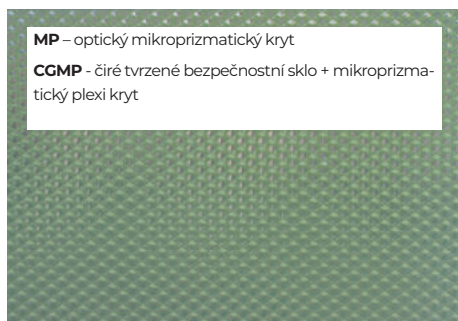 MP – optický mikroprizmatický kryt
CGMP - čiré tvrzené bezpečnostní sklo + mikroprizma-
tický plexi kryt